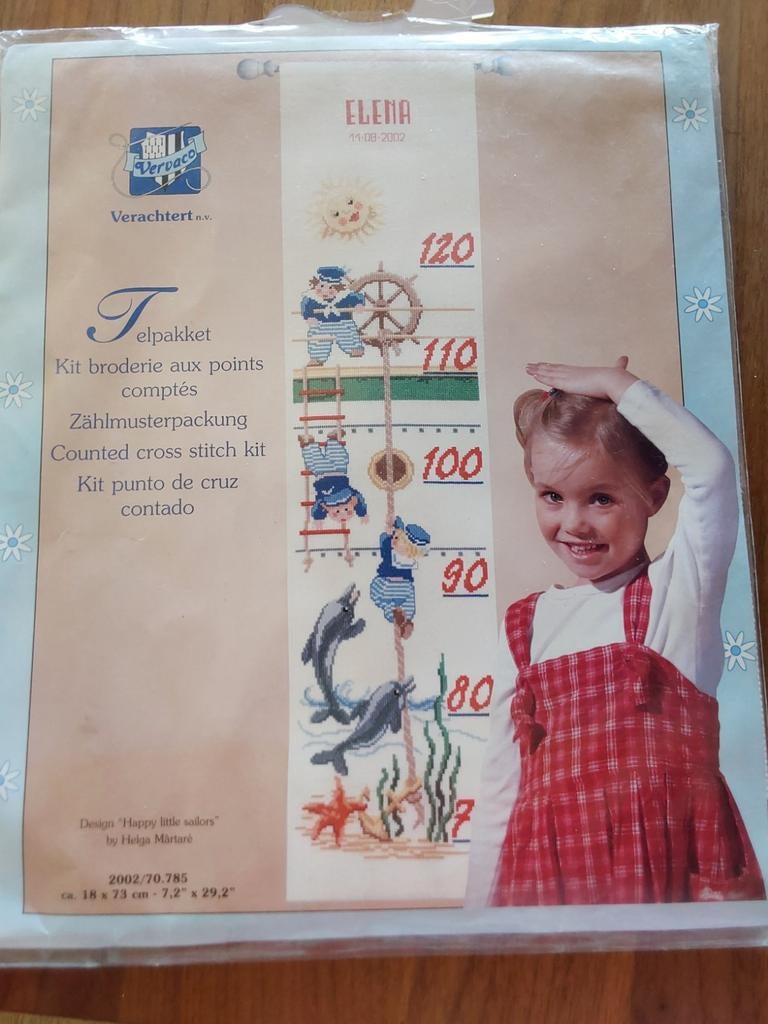 ELENA
11·08·2002
Vervaco
Verachtert n.v.
Telpakket
Kit broderie aux points
comptés
Zählmusterpackung
Counted cross stitch kit
Kit punto de cruz
contado
120
110
100
90
80
7
Design "Happy little sailors"
by Helga Mårtaré
2002/70.785
ca. 18 x 73 cm - 7,2" x 29,2"